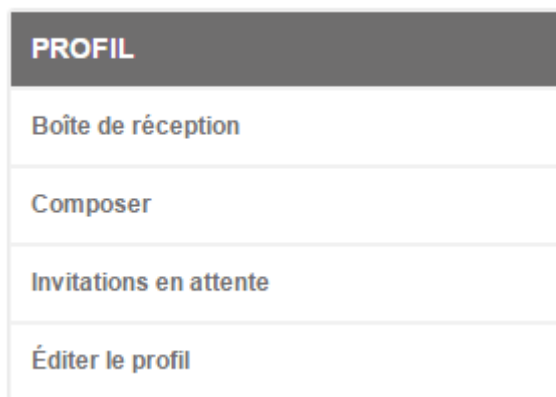 PROFIL
Boîte de réception
Composer
Invitations en attente
Éditer le profil